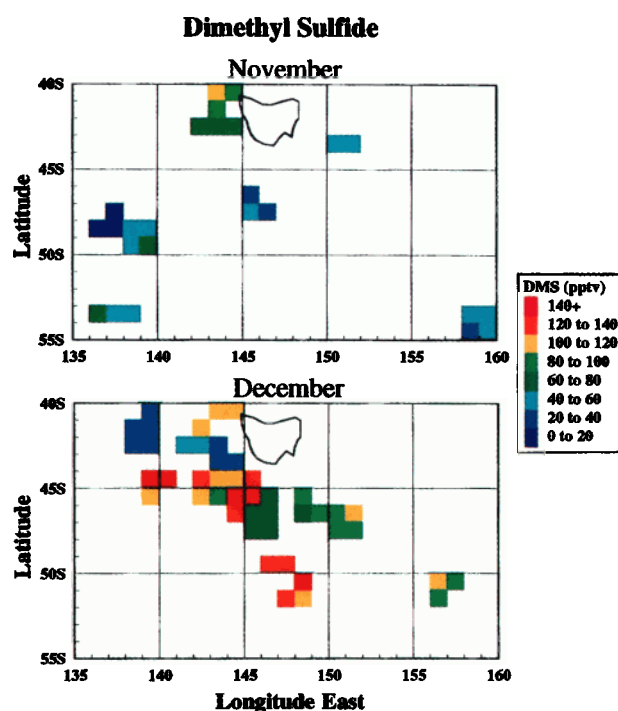 Dimethyl Sulfide
November
40S
45S
50S
55S
Latitude
135 140 145 150 155 160
DMS (pptv)
140+
120 to 140
100 to 120
80 to 100
60 to 80
40 to 60
20 to 40
0 to 20
December
40S
45S
50S
55S
Latitude
135 140 145 150 155 160
Longitude East